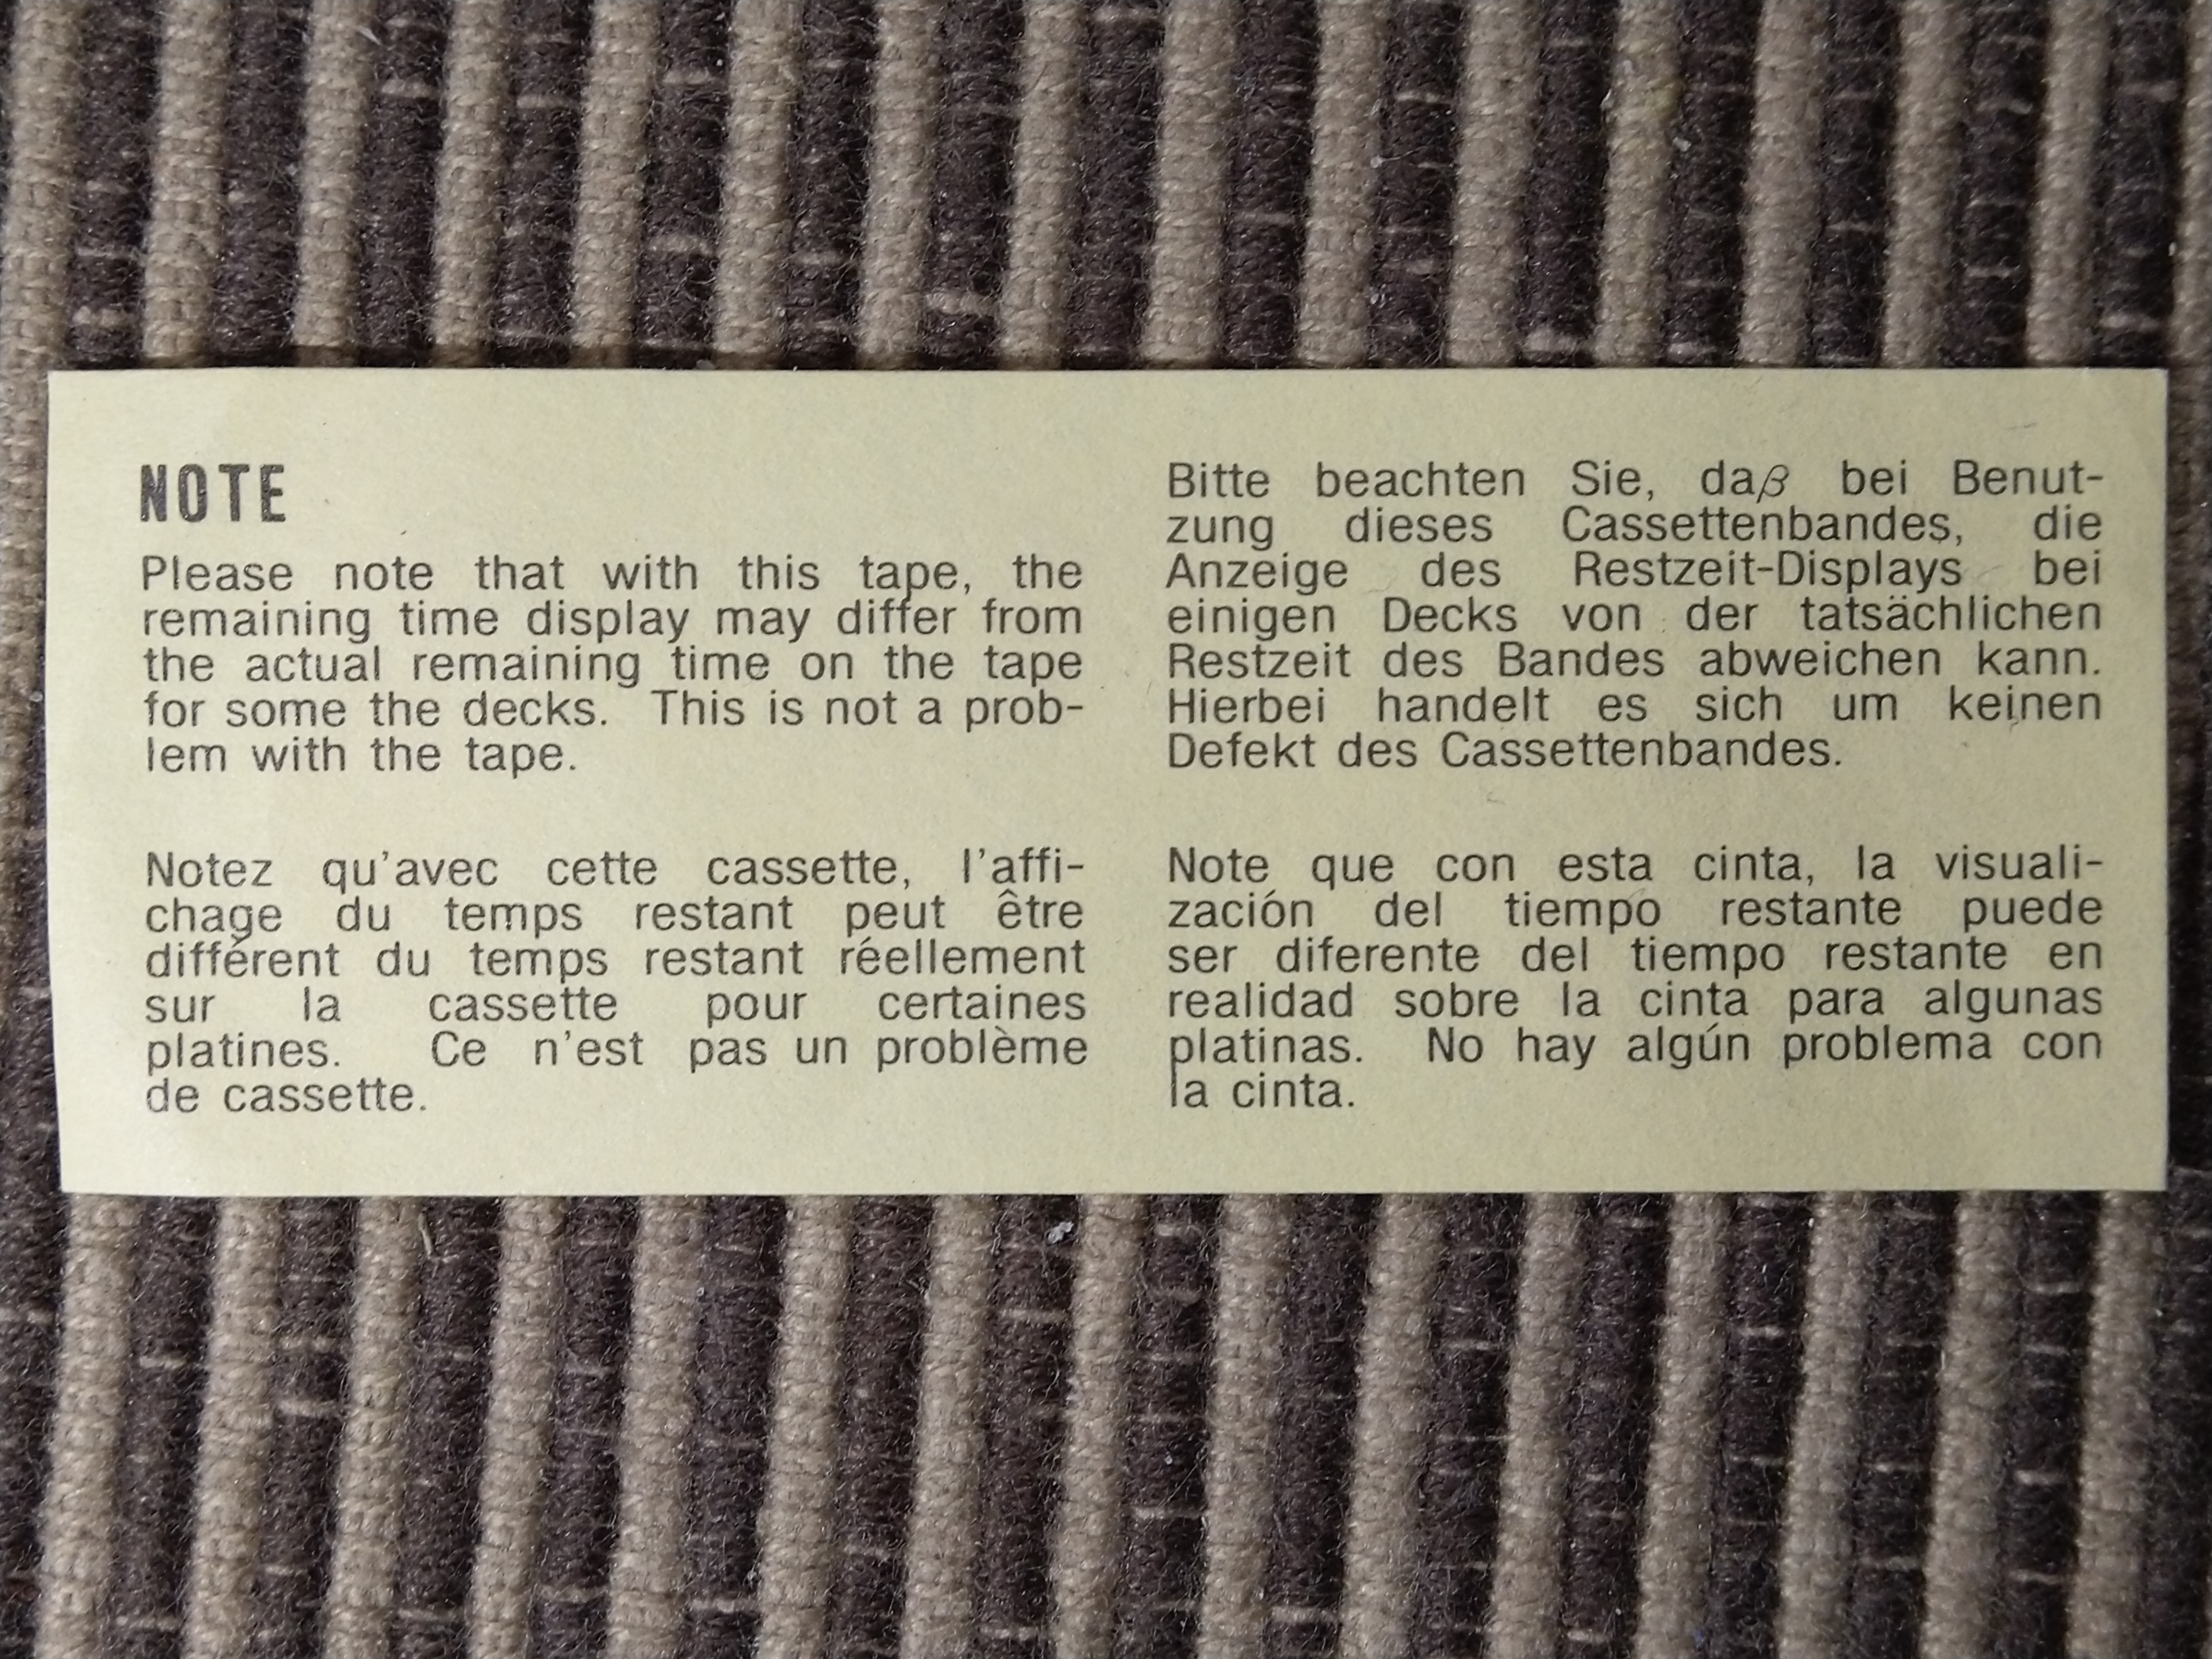 NOTE
Please note that with this tape, the
remaining time display may differ from
the actual remaining time on the tape
for some the decks. This is not a prob-
lem with the tape.
Notez qu'avec cette cassette, l'affi-
chage du temps restant peut être
différent du temps restant réellement
sur la cassette pour certaines
platines. Ce n'est pas un problème
de cassette.
Bitte beachten Sie, daβ bei Benut-
zung dieses Cassettenbandes, die
Anzeige des Restzeit-Displays bei
einigen Decks von der tatsächlichen
Restzeit des Bandes abweichen kann.
Hierbei handelt es sich um keinen
Defekt des Cassettenbandes.
Note que con esta cinta, la visuali-
zación del tiempo restante puede
ser diferente del tiempo restante en
realidad sobre la cinta para algunas
platinas. No hay algún problema con
la cinta.